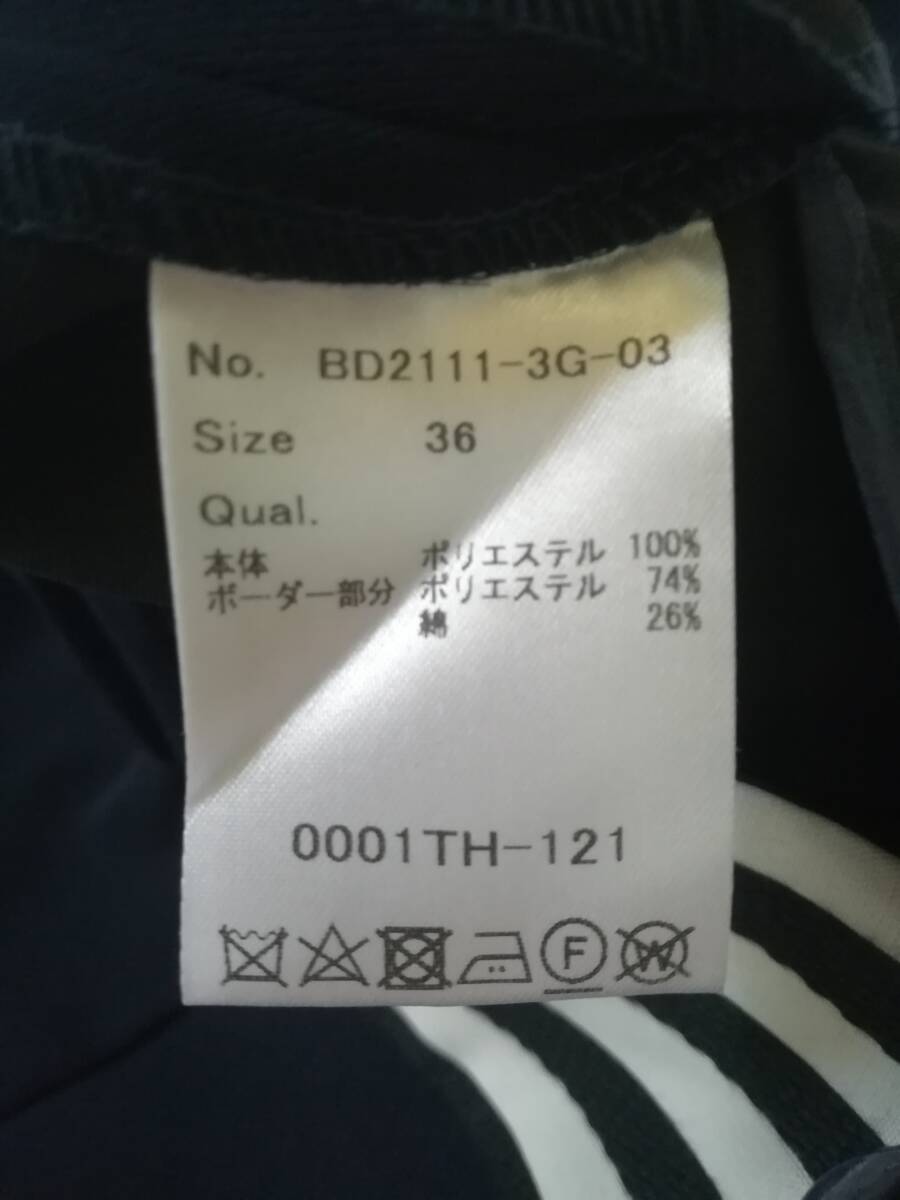 No. BD2111-3G-03
Size 36
Qual.
本体 ポリエステル 100%
ボーダー部分 ポリエステル 74%
綿 26%
0001TH-121
F W